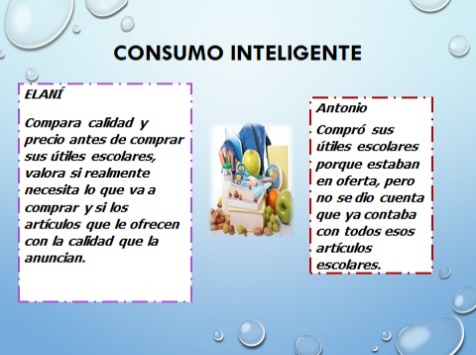 CONSUMO INTELIGENTE
ELANÍ
Compara calidad y
precio antes de comprar
sus útiles escolares,
valora si realmente
necesita lo que va a
comprar y si los
artículos que le ofrecen
con la calidad que la
anuncian.
Antonio
Compró sus
útiles escolares
porque estaban
en oferta, pero
no se dio cuenta
que ya contaba
con todos esos
artículos
escolares.